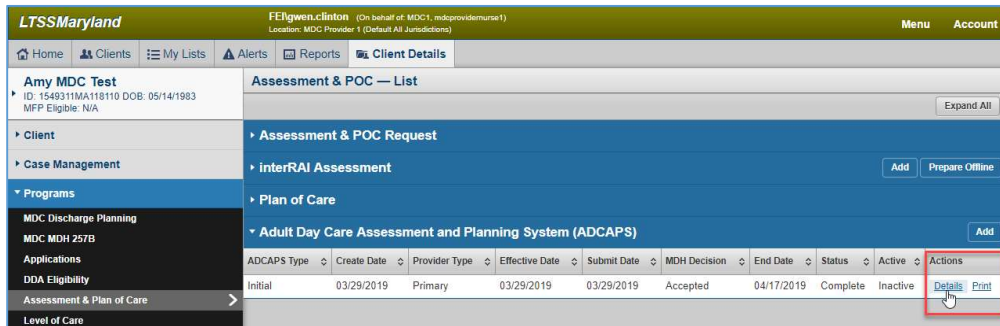 LTSSMaryland
FEI\gwen.clinton (On behalf of: MDC1, mdcprovidernurse1)
Location: MDC Provider 1 (Default All Jurisdictions)
Menu Account
Home Clients My Lists Alerts Reports Client Details
Amy MDC Test
ID: 1549311MA118110 DOB: 05/14/1983
MFP Eligible: N/A
Client
Case Management
Programs
MDC Discharge Planning
MDC MDH 257B
Applications
DDA Eligibility
Assessment & Plan of Care
Level of Care
Assessment & POC — List
Expand All
Assessment & POC Request
interRAI Assessment Add Prepare Offline
Plan of Care
Adult Day Care Assessment and Planning System (ADCAPS) Add
ADCAPS Type Create Date Provider Type Effective Date Submit Date MDH Decision End Date Status Active Actions
Initial 03/29/2019 Primary 03/29/2019 03/29/2019 Accepted 04/17/2019 Complete Inactive Details Print